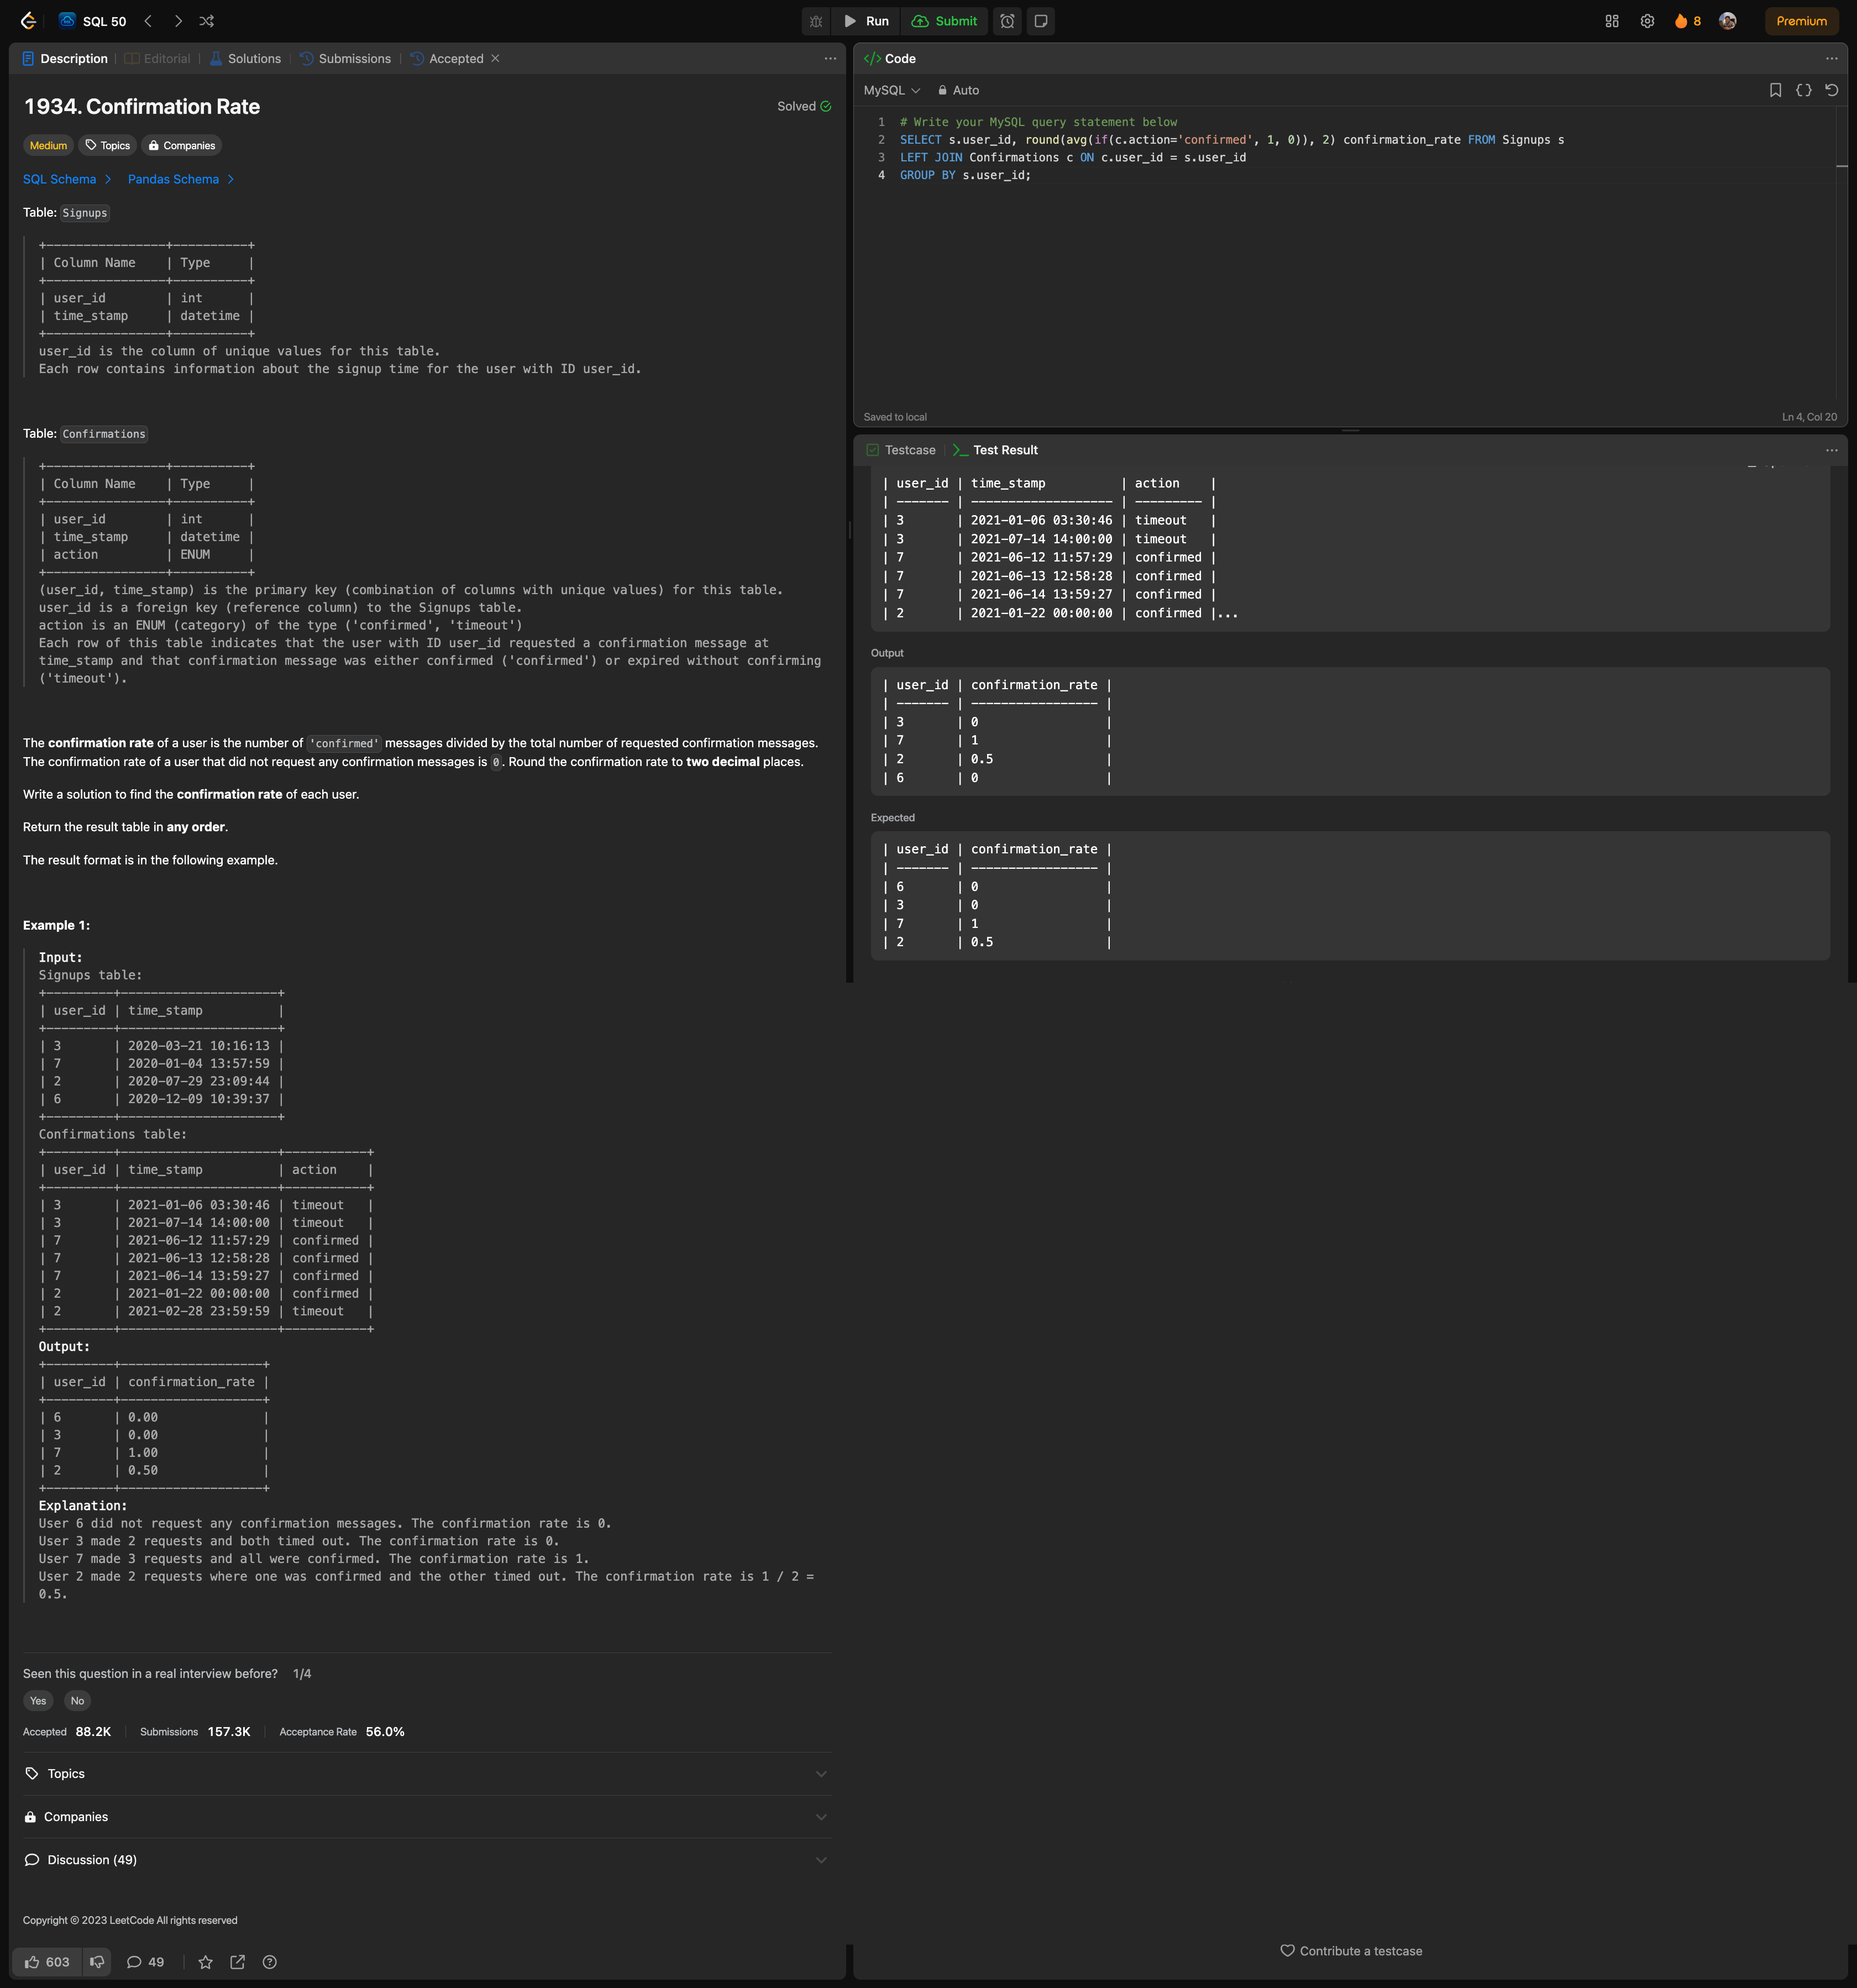 SQL 50
Run
Submit
8
Premium
Description
Editorial
Solutions
Submissions
Accepted
1934. Confirmation Rate
Solved
Medium
Topics
Companies
SQL Schema
Pandas Schema
Table: Signups
+----------------+----------+
| Column Name    | Type     |
+----------------+----------+
| user_id        | int      |
| time_stamp     | datetime |
+----------------+----------+
user_id is the column of unique values for this table.
Each row contains information about the signup time for the user with ID user_id.
Table: Confirmations
+----------------+----------+
| Column Name    | Type     |
+----------------+----------+
| user_id        | int      |
| time_stamp     | datetime |
| action         | ENUM     |
+----------------+----------+
(user_id, time_stamp) is the primary key (combination of columns with unique values) for this table.
user_id is a foreign key (reference column) to the Signups table.
action is an ENUM (category) of the type ('confirmed', 'timeout')
Each row of this table indicates that the user with ID user_id requested a confirmation message at
time_stamp and that confirmation message was either confirmed ('confirmed') or expired without confirming
('timeout').
The confirmation rate of a user is the number of 'confirmed' messages divided by the total number of requested confirmation messages.
The confirmation rate of a user that did not request any confirmation messages is 0. Round the confirmation rate to two decimal places.
Write a solution to find the confirmation rate of each user.
Return the result table in any order.
The result format is in the following example.
Example 1:
Input:
Signups table:
+---------+---------------------+
| user_id | time_stamp          |
+---------+---------------------+
| 3       | 2020-03-21 10:16:13 |
| 7       | 2020-01-04 13:57:59 |
| 2       | 2020-07-29 23:09:44 |
| 6       | 2020-12-09 10:39:37 |
+---------+---------------------+
Confirmations table:
+---------+---------------------+-----------+
| user_id | time_stamp          | action    |
+---------+---------------------+-----------+
| 3       | 2021-01-06 03:30:46 | timeout   |
| 3       | 2021-07-14 14:00:00 | timeout   |
| 7       | 2021-06-12 11:57:29 | confirmed |
| 7       | 2021-06-13 12:58:28 | confirmed |
| 7       | 2021-06-14 13:59:27 | confirmed |
| 2       | 2021-01-22 00:00:00 | confirmed |
| 2       | 2021-02-28 23:59:59 | timeout   |
+---------+---------------------+-----------+
Output:
+---------+-------------------+
| user_id | confirmation_rate |
+---------+-------------------+
| 6       | 0.00              |
| 3       | 0.00              |
| 7       | 1.00              |
| 2       | 0.50              |
+---------+-------------------+
Explanation:
User 6 did not request any confirmation messages. The confirmation rate is 0.
User 3 made 2 requests and both timed out. The confirmation rate is 0.
User 7 made 3 requests and all were confirmed. The confirmation rate is 1.
User 2 made 2 requests where one was confirmed and the other timed out. The confirmation rate is 1 / 2 =
0.5.
Seen this question in a real interview before? 1/4
Yes No
Accepted 88.2K Submissions 157.3K Acceptance Rate 56.0%
Topics
Companies
Discussion (49)
Copyright © 2023 LeetCode All rights reserved
603
49
</> Code
MySQL
Auto
1 # Write your MySQL query statement below
2 SELECT s.user_id, round(avg(if(c.action='confirmed', 1, 0)), 2) confirmation_rate FROM Signups s
3 LEFT JOIN Confirmations c ON c.user_id = s.user_id
4 GROUP BY s.user_id;
Saved to local
Ln 4, Col 20
Testcase
Test Result
| user_id | time_stamp          | action    |
| ------- | ------------------- | --------- |
| 3       | 2021-01-06 03:30:46 | timeout   |
| 3       | 2021-07-14 14:00:00 | timeout   |
| 7       | 2021-06-12 11:57:29 | confirmed |
| 7       | 2021-06-13 12:58:28 | confirmed |
| 7       | 2021-06-14 13:59:27 | confirmed |
| 2       | 2021-01-22 00:00:00 | confirmed |...
Output
| user_id | confirmation_rate |
| ------- | ----------------- |
| 3       | 0                 |
| 7       | 1                 |
| 2       | 0.5               |
| 6       | 0                 |
Expected
| user_id | confirmation_rate |
| ------- | ----------------- |
| 6       | 0                 |
| 3       | 0                 |
| 7       | 1                 |
| 2       | 0.5               |
Contribute a testcase